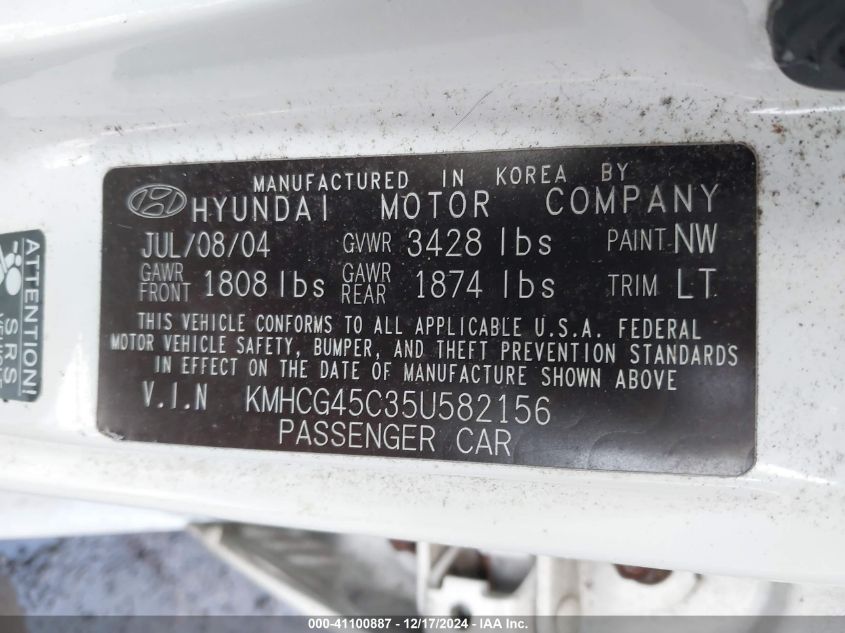 MANUFACTURED IN KOREA BY
HYUNDAI MOTOR COMPANY
JUL/08/04 GVWR 3428 lbs PAINT NW
GAWR FRONT 1808 lbs GAWR REAR 1874 lbs TRIM LT
THIS VEHICLE CONFORMS TO ALL APPLICABLE U.S.A. FEDERAL
MOTOR VEHICLE SAFETY, BUMPER, AND THEFT PREVENTION STANDARDS
IN EFFECT ON THE DATE OF MANUFACTURE SHOWN ABOVE
V.I.N KMHCG45C35U582156
PASSENGER CAR
ATTENTION!
SRS
000-41100887 - 12/17/2024 - IAA Inc.